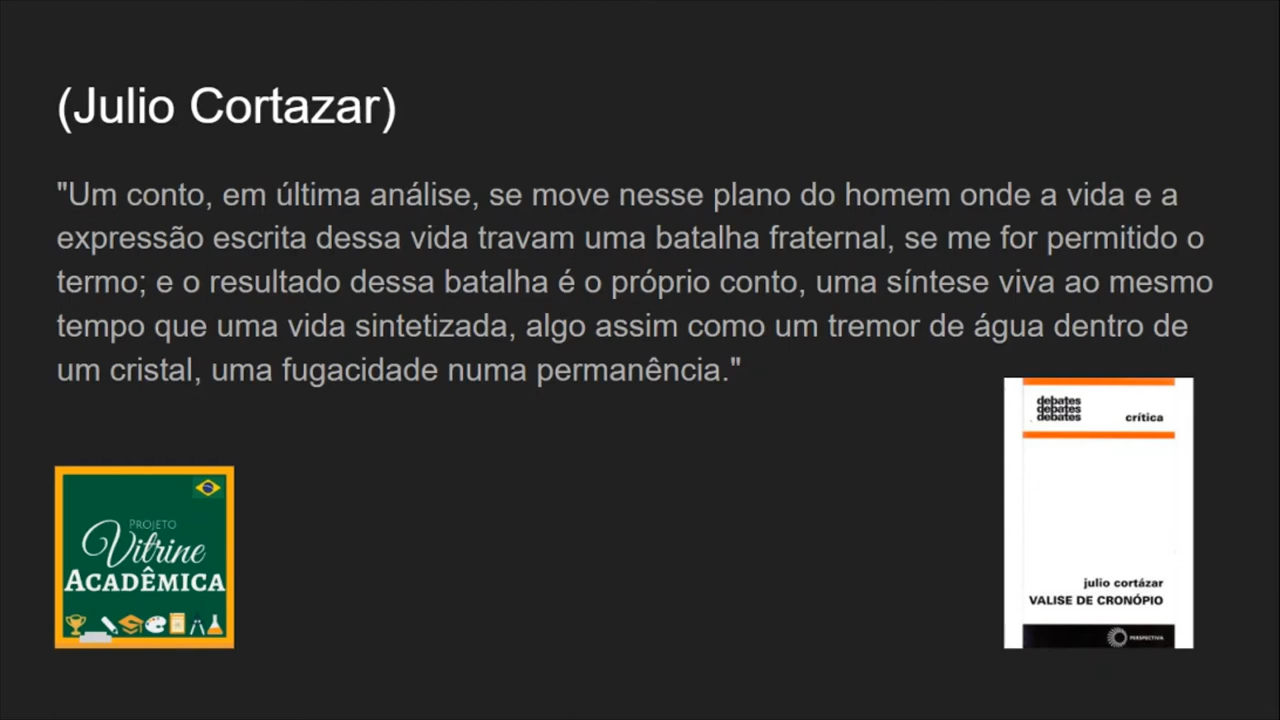 (Julio Cortazar)
"Um conto, em última análise, se move nesse plano do homem onde a vida e a
expressão escrita dessa vida travam uma batalha fraternal, se me for permitido o
termo; e o resultado dessa batalha é o próprio conto, uma síntese viva ao mesmo
tempo que uma vida sintetizada, algo assim como um tremor de água dentro de
um cristal, uma fugacidade numa permanência."
PROJETO
Vitrine
ACADÊMICA
debates
debates
debates
crítica
julio cortázar
VALISE DE CRONÓPIO
PERSPECTIVA